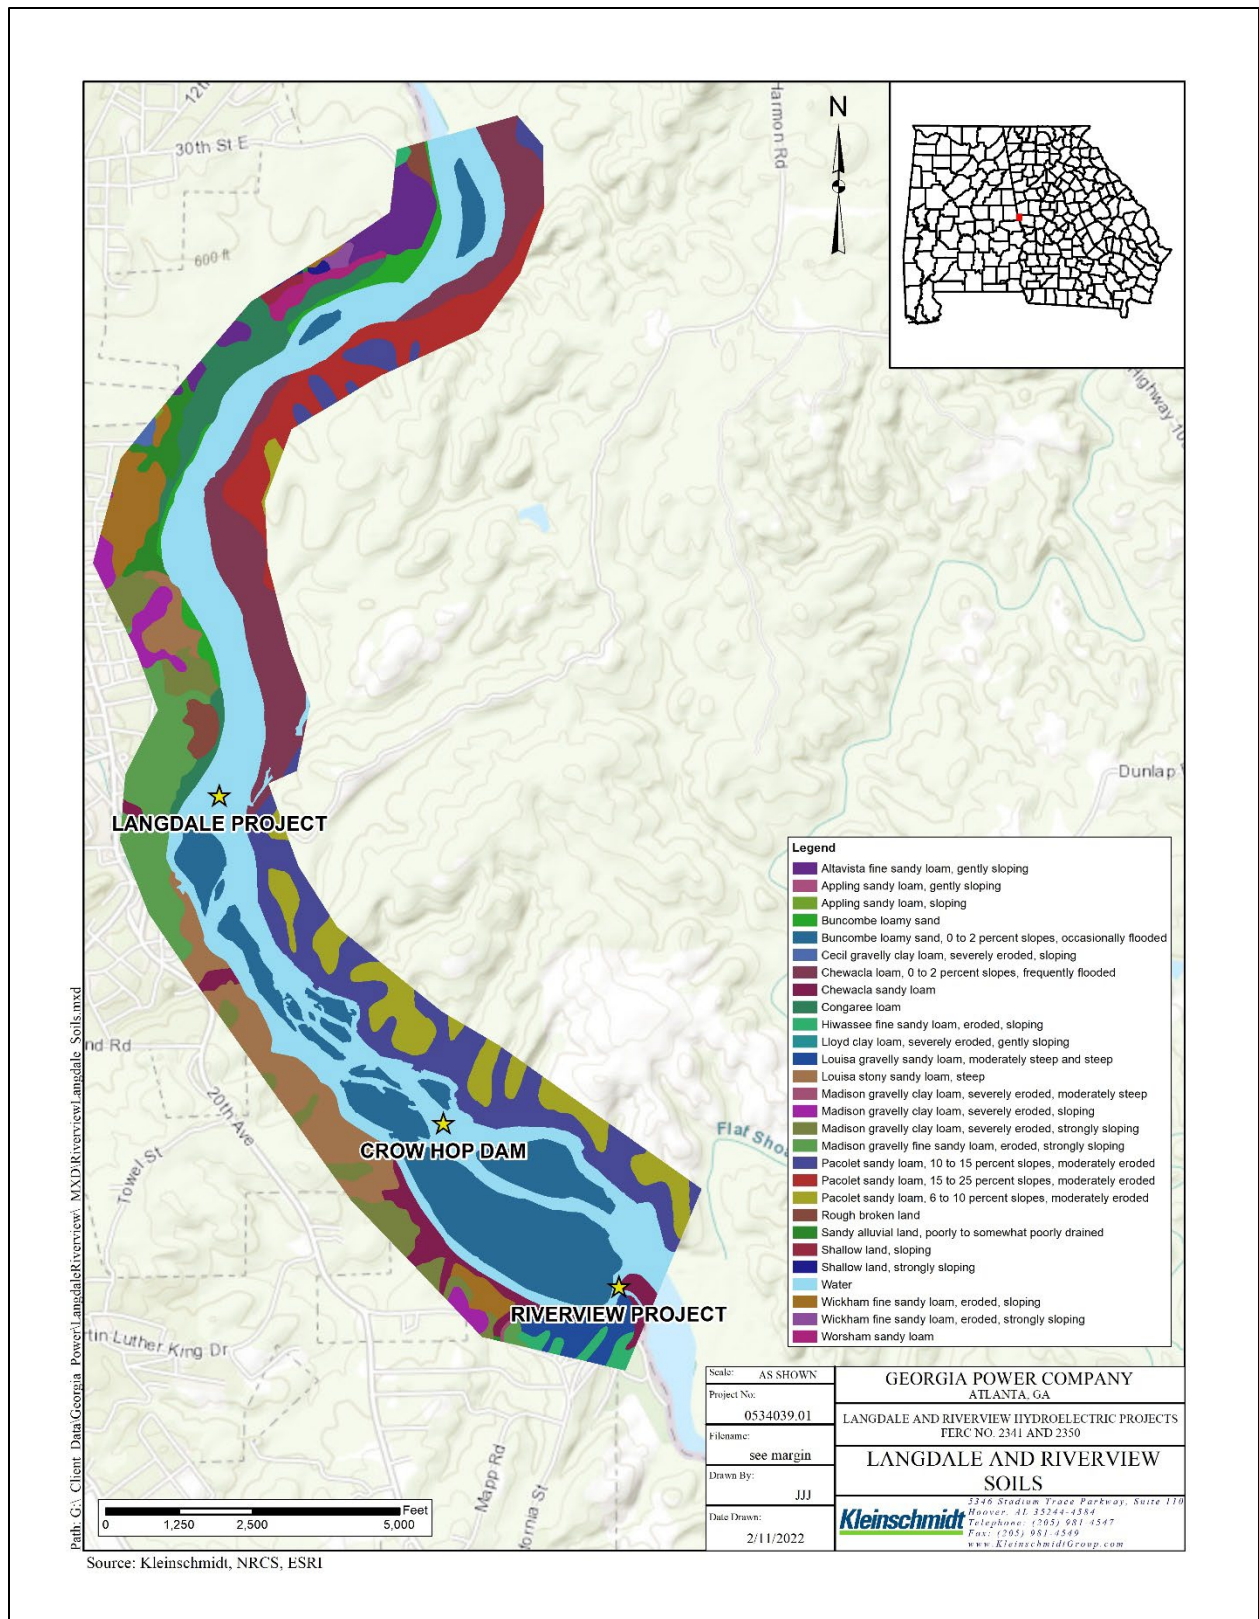 12th
30th St E
Harmon Rd
N
600 ft
Highway 10
Dunlap
LANGDALE PROJECT
Legend
Altavista fine sandy loam, gently sloping
Appling sandy loam, gently sloping
Appling sandy loam, sloping
Buncombe loamy sand
Buncombe loamy sand, 0 to 2 percent slopes, occasionally flooded
Cecil gravelly clay loam, severely eroded, sloping
Chewacla loam, 0 to 2 percent slopes, frequently flooded
Chewacla sandy loam
Congaree loam
Hiwassee fine sandy loam, eroded, sloping
Lloyd clay loam, severely eroded, gently sloping
Louisa gravelly sandy loam, moderately steep and steep
Louisa stony sandy loam, steep
Madison gravelly clay loam, severely eroded, moderately steep
Madison gravelly clay loam, severely eroded, sloping
Madison gravelly clay loam, severely eroded, strongly sloping
Madison gravelly fine sandy loam, eroded, strongly sloping
Pacolet sandy loam, 10 to 15 percent slopes, moderately eroded
Pacolet sandy loam, 15 to 25 percent slopes, moderately eroded
Pacolet sandy loam, 6 to 10 percent slopes, moderately eroded
Rough broken land
Sandy alluvial land, poorly to somewhat poorly drained
Shallow land, sloping
Shallow land, strongly sloping
Water
Wickham fine sandy loam, eroded, sloping
Wickham fine sandy loam, eroded, strongly sloping
Worsham sandy loam
nd Rd
20th Ave
Towel St
Flat Shoa
CROW HOP DAM
RIVERVIEW PROJECT
rtin Luther King Dr
Mapp Rd
fornia St
Path: G:\ Client Data\Georgia Power\LangdaleRiverview\ MXD\Riverview\Langdale Soils.mxd
Feet
0 1,250 2,500 5,000
Scale: AS SHOWN
Project No:
0534039.01
Filename:
see margin
Drawn By:
JJJ
Date Drawn:
2/11/2022
GEORGIA POWER COMPANY
ATLANTA, GA
LANGDALE AND RIVERVIEW HYDROELECTRIC PROJECTS
FERC NO. 2341 AND 2350
LANGDALE AND RIVERVIEW
SOILS
Kleinschmidt
5346 Stadium Trace Parkway, Suite 110
Hoover, AL 35244-4584
Telephone: (205) 981-4547
Fax: (205) 981-4549
www.KleinschmidtGroup.com
Source: Kleinschmidt, NRCS, ESRI